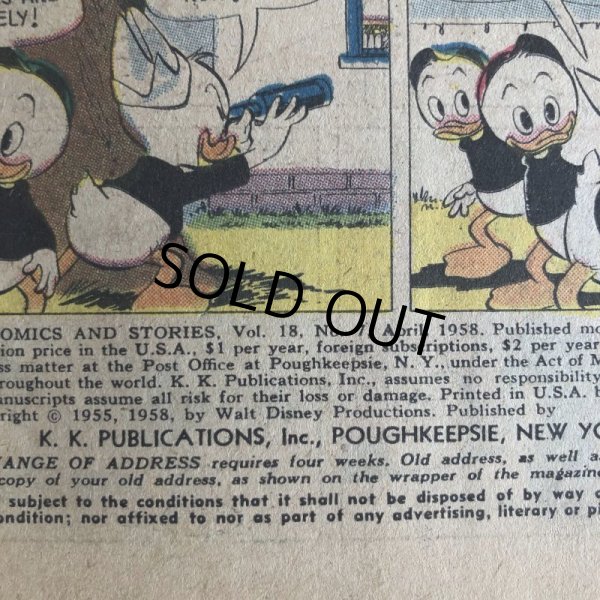 ELY!
SOLD OUT
OMICS AND STORIES, Vol. 18, No. April 1958. Published mo
ion price in the U.S.A., $1 per year, foreign subscriptions, $2 per year
ss matter at the Post Office at Poughkeepsie, N. Y., under the Act of M
hroughout the world. K. K. Publications, Inc., assumes no responsibility
anuscripts assume all risk for their loss or damage. Printed in U.S.A. b
right © 1955, 1958, by Walt Disney Productions. Published by
K. K. PUBLICATIONS, Inc., POUGHKEEPSIE, NEW YO
ANGE OF ADDRESS requires four weeks. Old address, as well as
copy of your old address, as shown on the wrapper of the magazine
subject to the conditions that it shall not be disposed of by way o
ondition; nor affixed to nor as part of any advertising, literary or pi